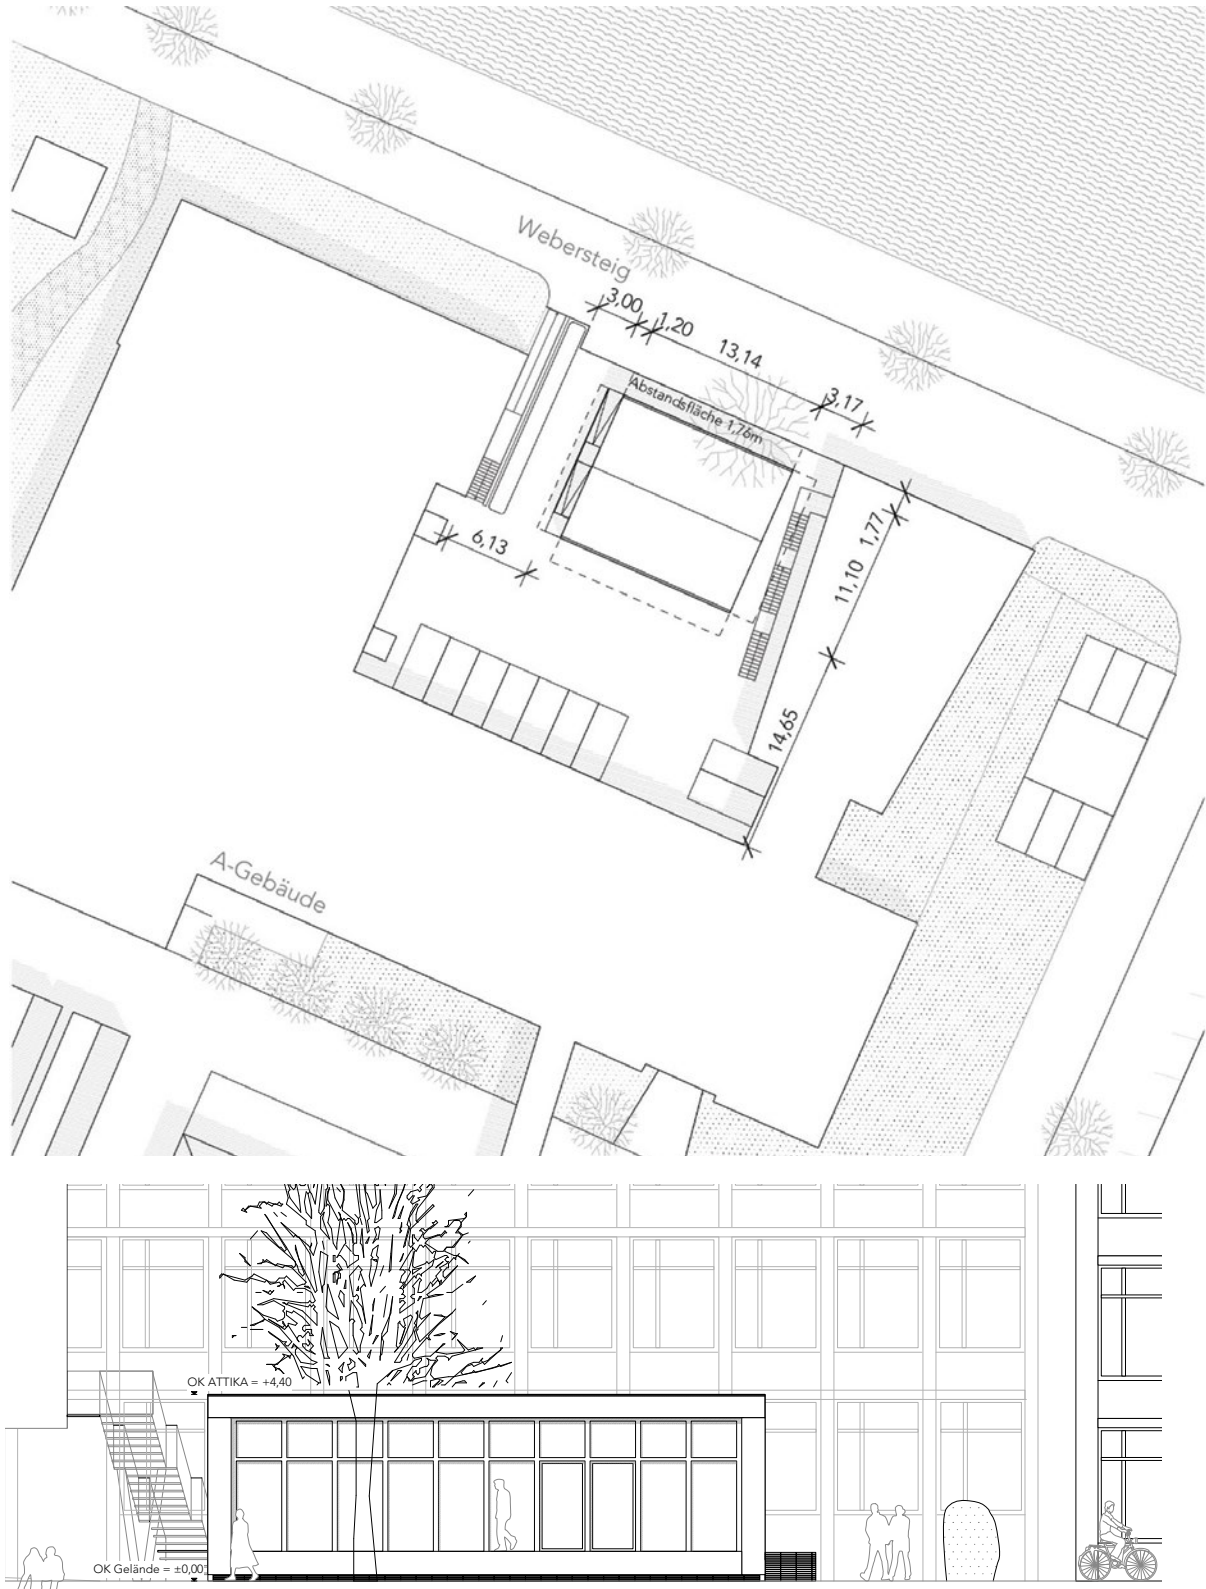 Webersteig
3,00
1,20
13,14
3,17
Abstandsfläche 1,76m
1,77
11,10
6,13
14,65
A-Gebäude
OK ATTIKA = +4,40
OK Gelände = ±0,00